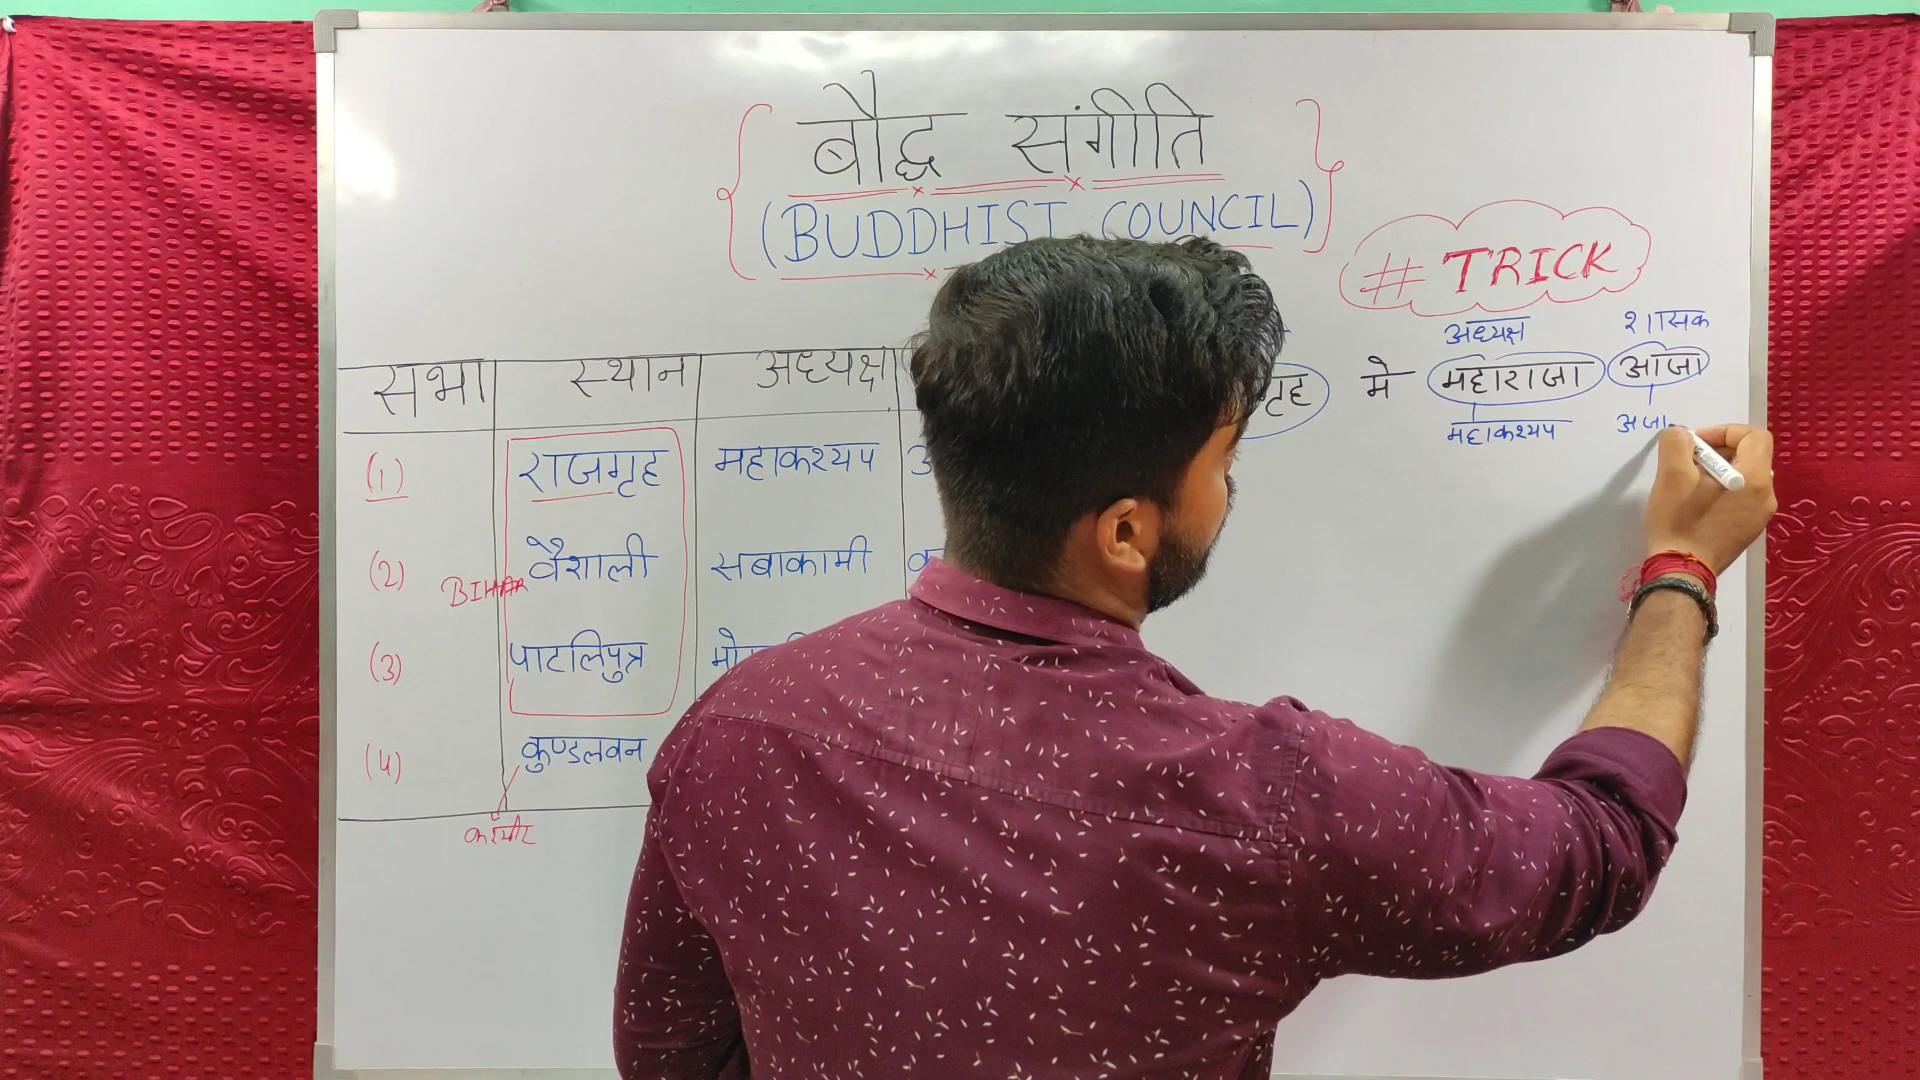 बौद्ध संगीति
(BUDDHIST COUNCIL)
# TRICK
अध्यक्ष शासक
में महाराजा आजा
महाकश्यप अजा
सभा स्थान अध्यक्ष
(1) राजगृह महाकश्यप
(2) वैशाली सबाकामी
BIHAR
(3) पाटलिपुत्र
(4) कुण्डलवन
कश्मीर